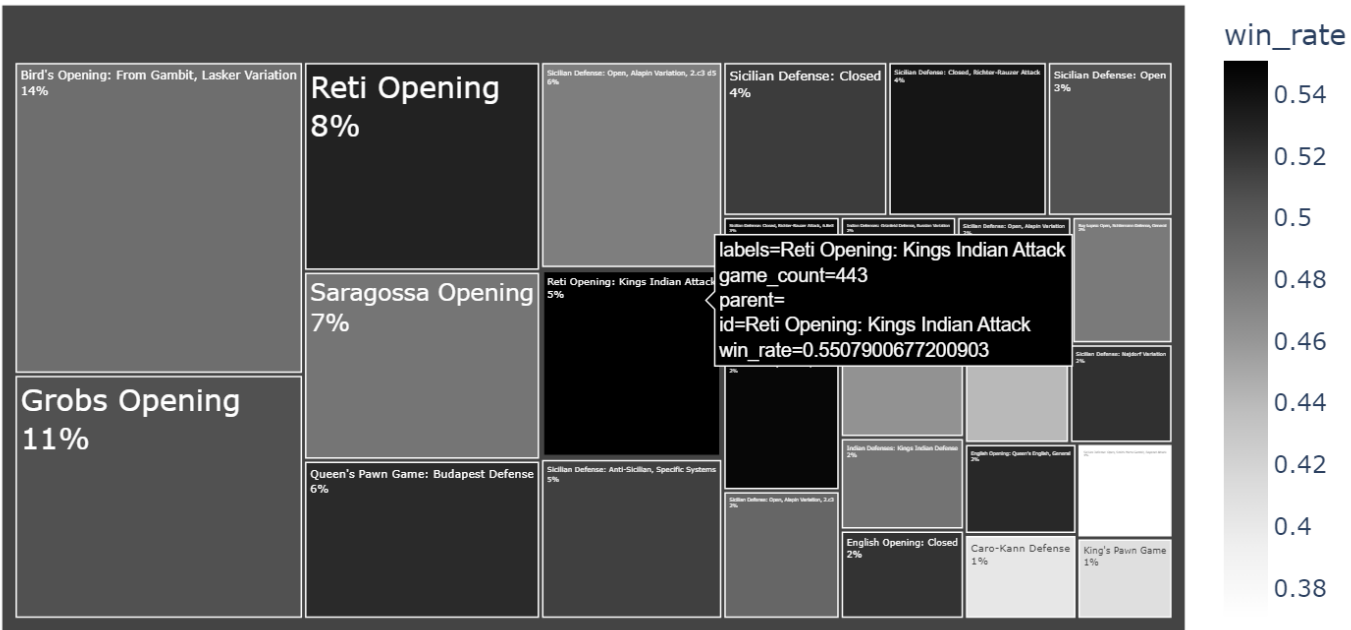 Bird's Opening: From Gambit, Lasker Variation
14%
Grobs Opening
11%
Reti Opening
8%
Saragossa Opening
7%
Queen's Pawn Game: Budapest Defense
6%
Sicilian Defense: Open, Alapin Variation, 2.c3 d5
6%
Reti Opening: Kings Indian Attack
5%
Sicilian Defense: Anti-Sicilian, Specific Systems
5%
Sicilian Defense: Closed
4%
Sicilian Defense: Closed, Richter-Rauzer Attack
4%
Sicilian Defense: Open
3%
Sicilian Defense: Open, Alapin Variation
labels=Reti Opening: Kings Indian Attack
game_count=443
parent=
id=Reti Opening: Kings Indian Attack
win_rate=0.5507900677200903
2%
Sicilian Defense: Open, Alapin Variation, 2.c3
2%
Indian Defenses: Kings Indian Defense
2%
English Opening: Closed
2%
Sicilian Defense: Najdorf Variation
2%
English Opening: Queen's English, General
2%
Caro-Kann Defense
1%
King's Pawn Game
1%
win_rate
0.54
0.52
0.5
0.48
0.46
0.44
0.42
0.4
0.38